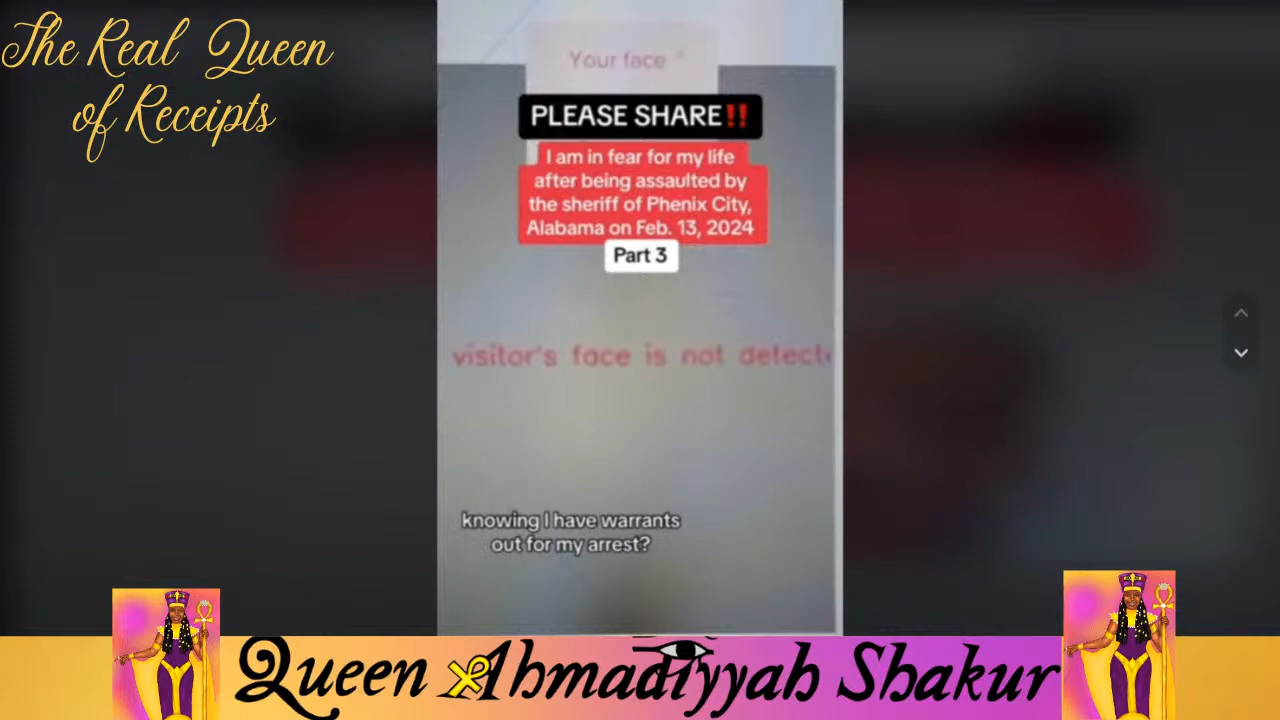 The Real Queen
of Receipts
Your face
PLEASE SHARE‼️
I am in fear for my life
after being assaulted by
the sheriff of Phenix City,
Alabama on Feb. 13, 2024
Part 3
visitor's face is not detect
knowing I have warrants
out for my arrest?
Queen Ahmadiyyah Shakur